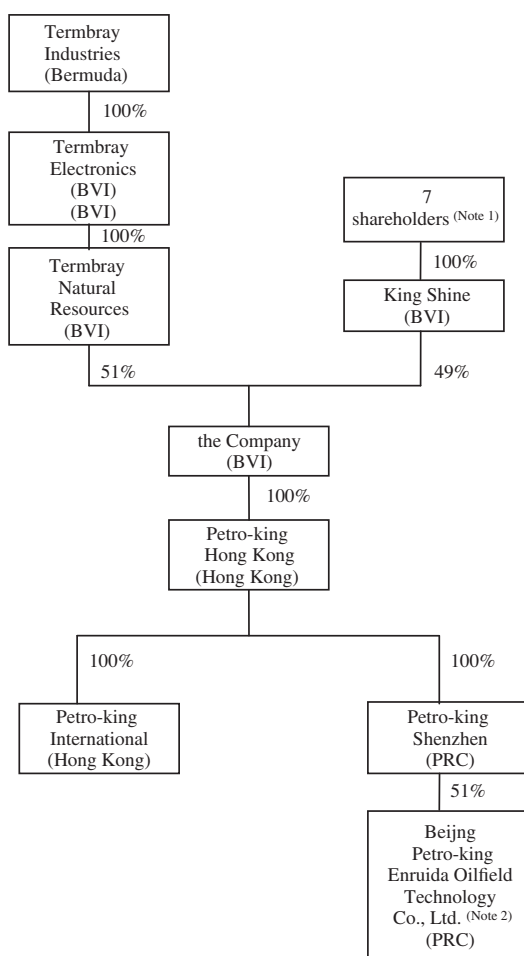 Termbray
Industries
(Bermuda)
100%
Termbray
Electronics
(BVI)
(BVI)
100%
Termbray
Natural
Resources
(BVI)
7
shareholders (Note 1)
100%
King Shine
(BVI)
51%
49%
the Company
(BVI)
100%
Petro-king
Hong Kong
(Hong Kong)
100%
100%
Petro-king
International
(Hong Kong)
Petro-king
Shenzhen
(PRC)
51%
Beijng
Petro-king
Enruida Oilfield
Technology
Co., Ltd. (Note 2)
(PRC)